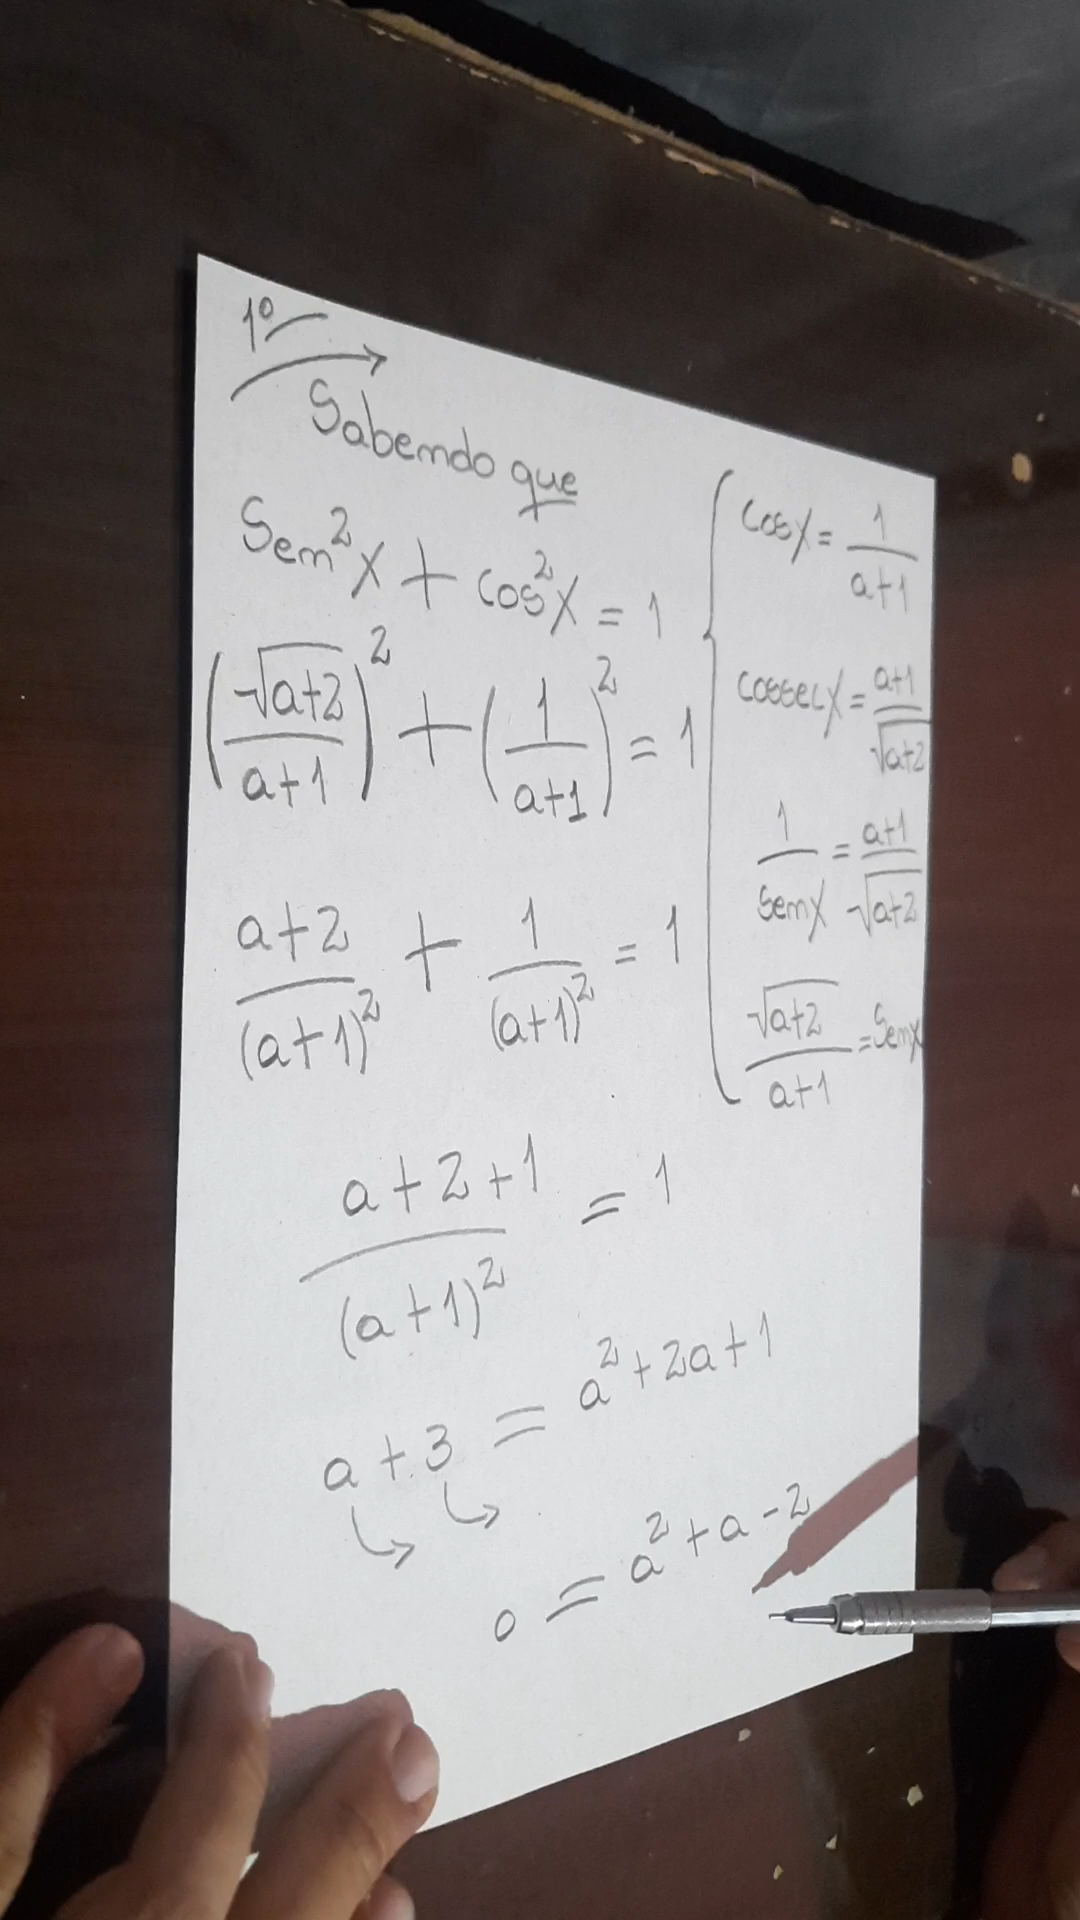 1º
Sabendo que
Sen²x + cos²x = 1
(√(a+2)/(a+1))² + (1/(a+1))² = 1
(a+2)/(a+1)² + 1/(a+1)² = 1
(a+2+1)/(a+1)² = 1
a + 3 = a² + 2a + 1
0 = a² + a - 2
cosx = 1/(a+1)
cossecx = (a+1)/√(a+2)
1/senx = (a+1)/√(a+2)
√(a+2)/(a+1) = Senx